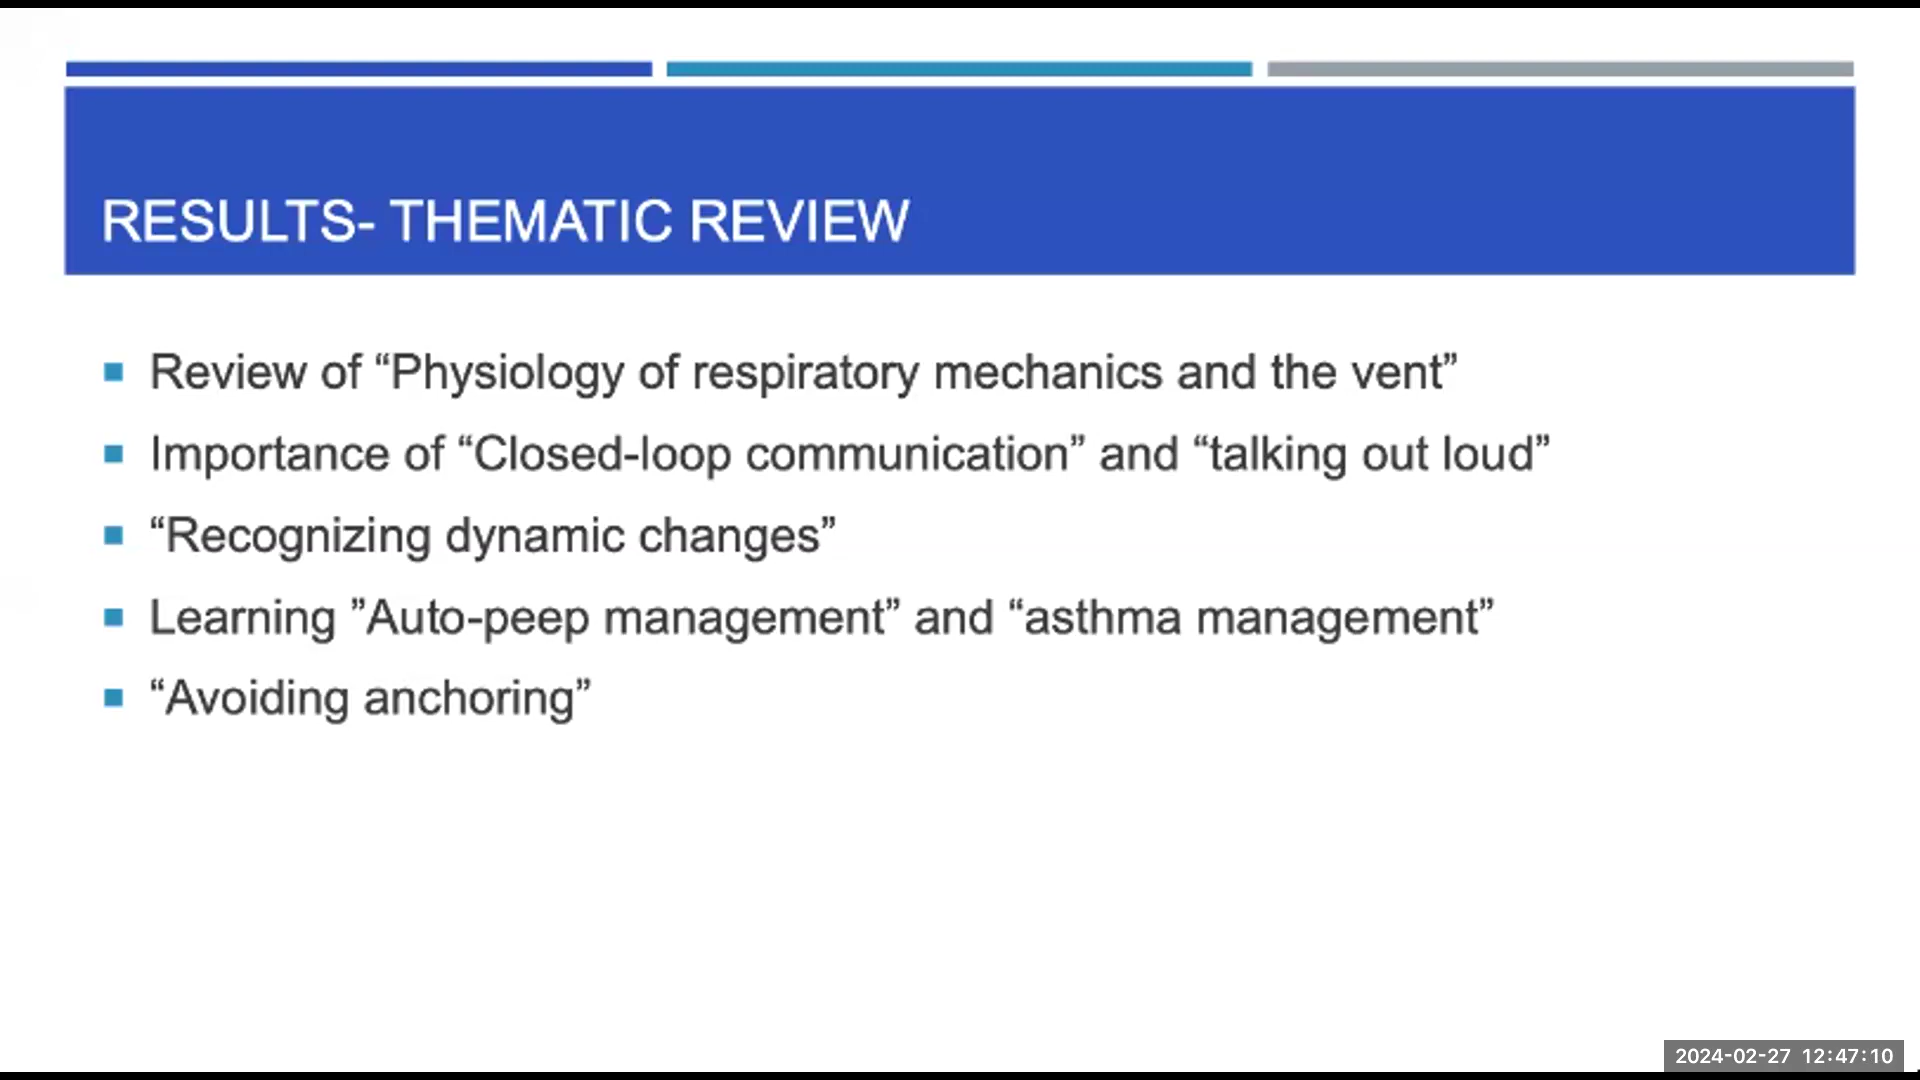 RESULTS- THEMATIC REVIEW
Review of “Physiology of respiratory mechanics and the vent”
Importance of “Closed-loop communication” and “talking out loud”
“Recognizing dynamic changes”
Learning ”Auto-peep management” and “asthma management”
“Avoiding anchoring”
2024-02-27 12:47:10